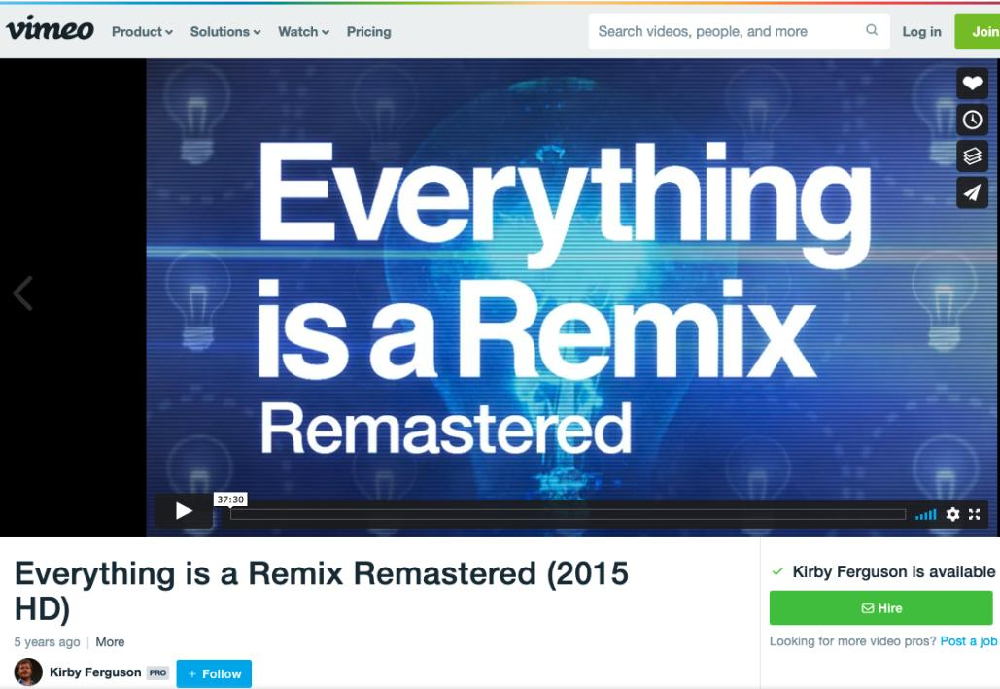 vimeo Product Solutions Watch Pricing Search videos, people, and more Log in Join
Everything
is a Remix
Remastered
37:30
Everything is a Remix Remastered (2015
HD)
5 years ago | More
Kirby Ferguson PRO + Follow
Kirby Ferguson is available
Hire
Looking for more video pros? Post a job